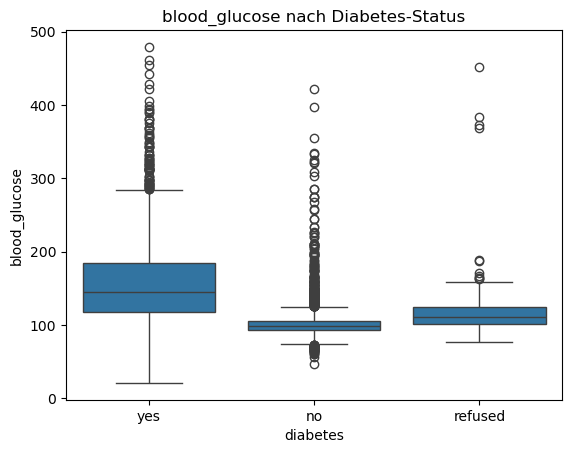 blood_glucose nach Diabetes-Status
500
400
300
200
100
0
blood_glucose
yes no refused
diabetes